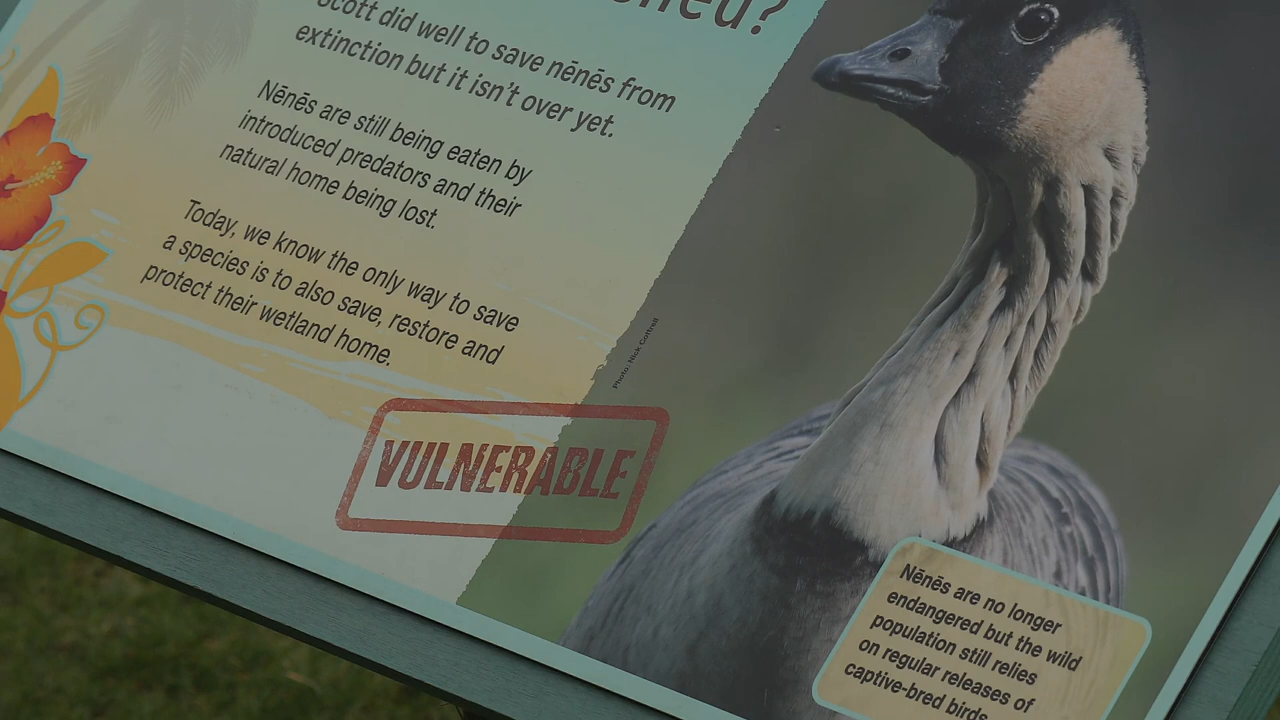 Scott did well to save nēnēs from
extinction but it isn't over yet.
Nēnēs are still being eaten by
introduced predators and their
natural home being lost.
Today, we know the only way to save
a species is to also save, restore and
protect their wetland home.
Photo: Nick Cottrell
VULNERABLE
Nēnēs are no longer
endangered but the wild
population still relies
on regular releases of
captive-bred birds